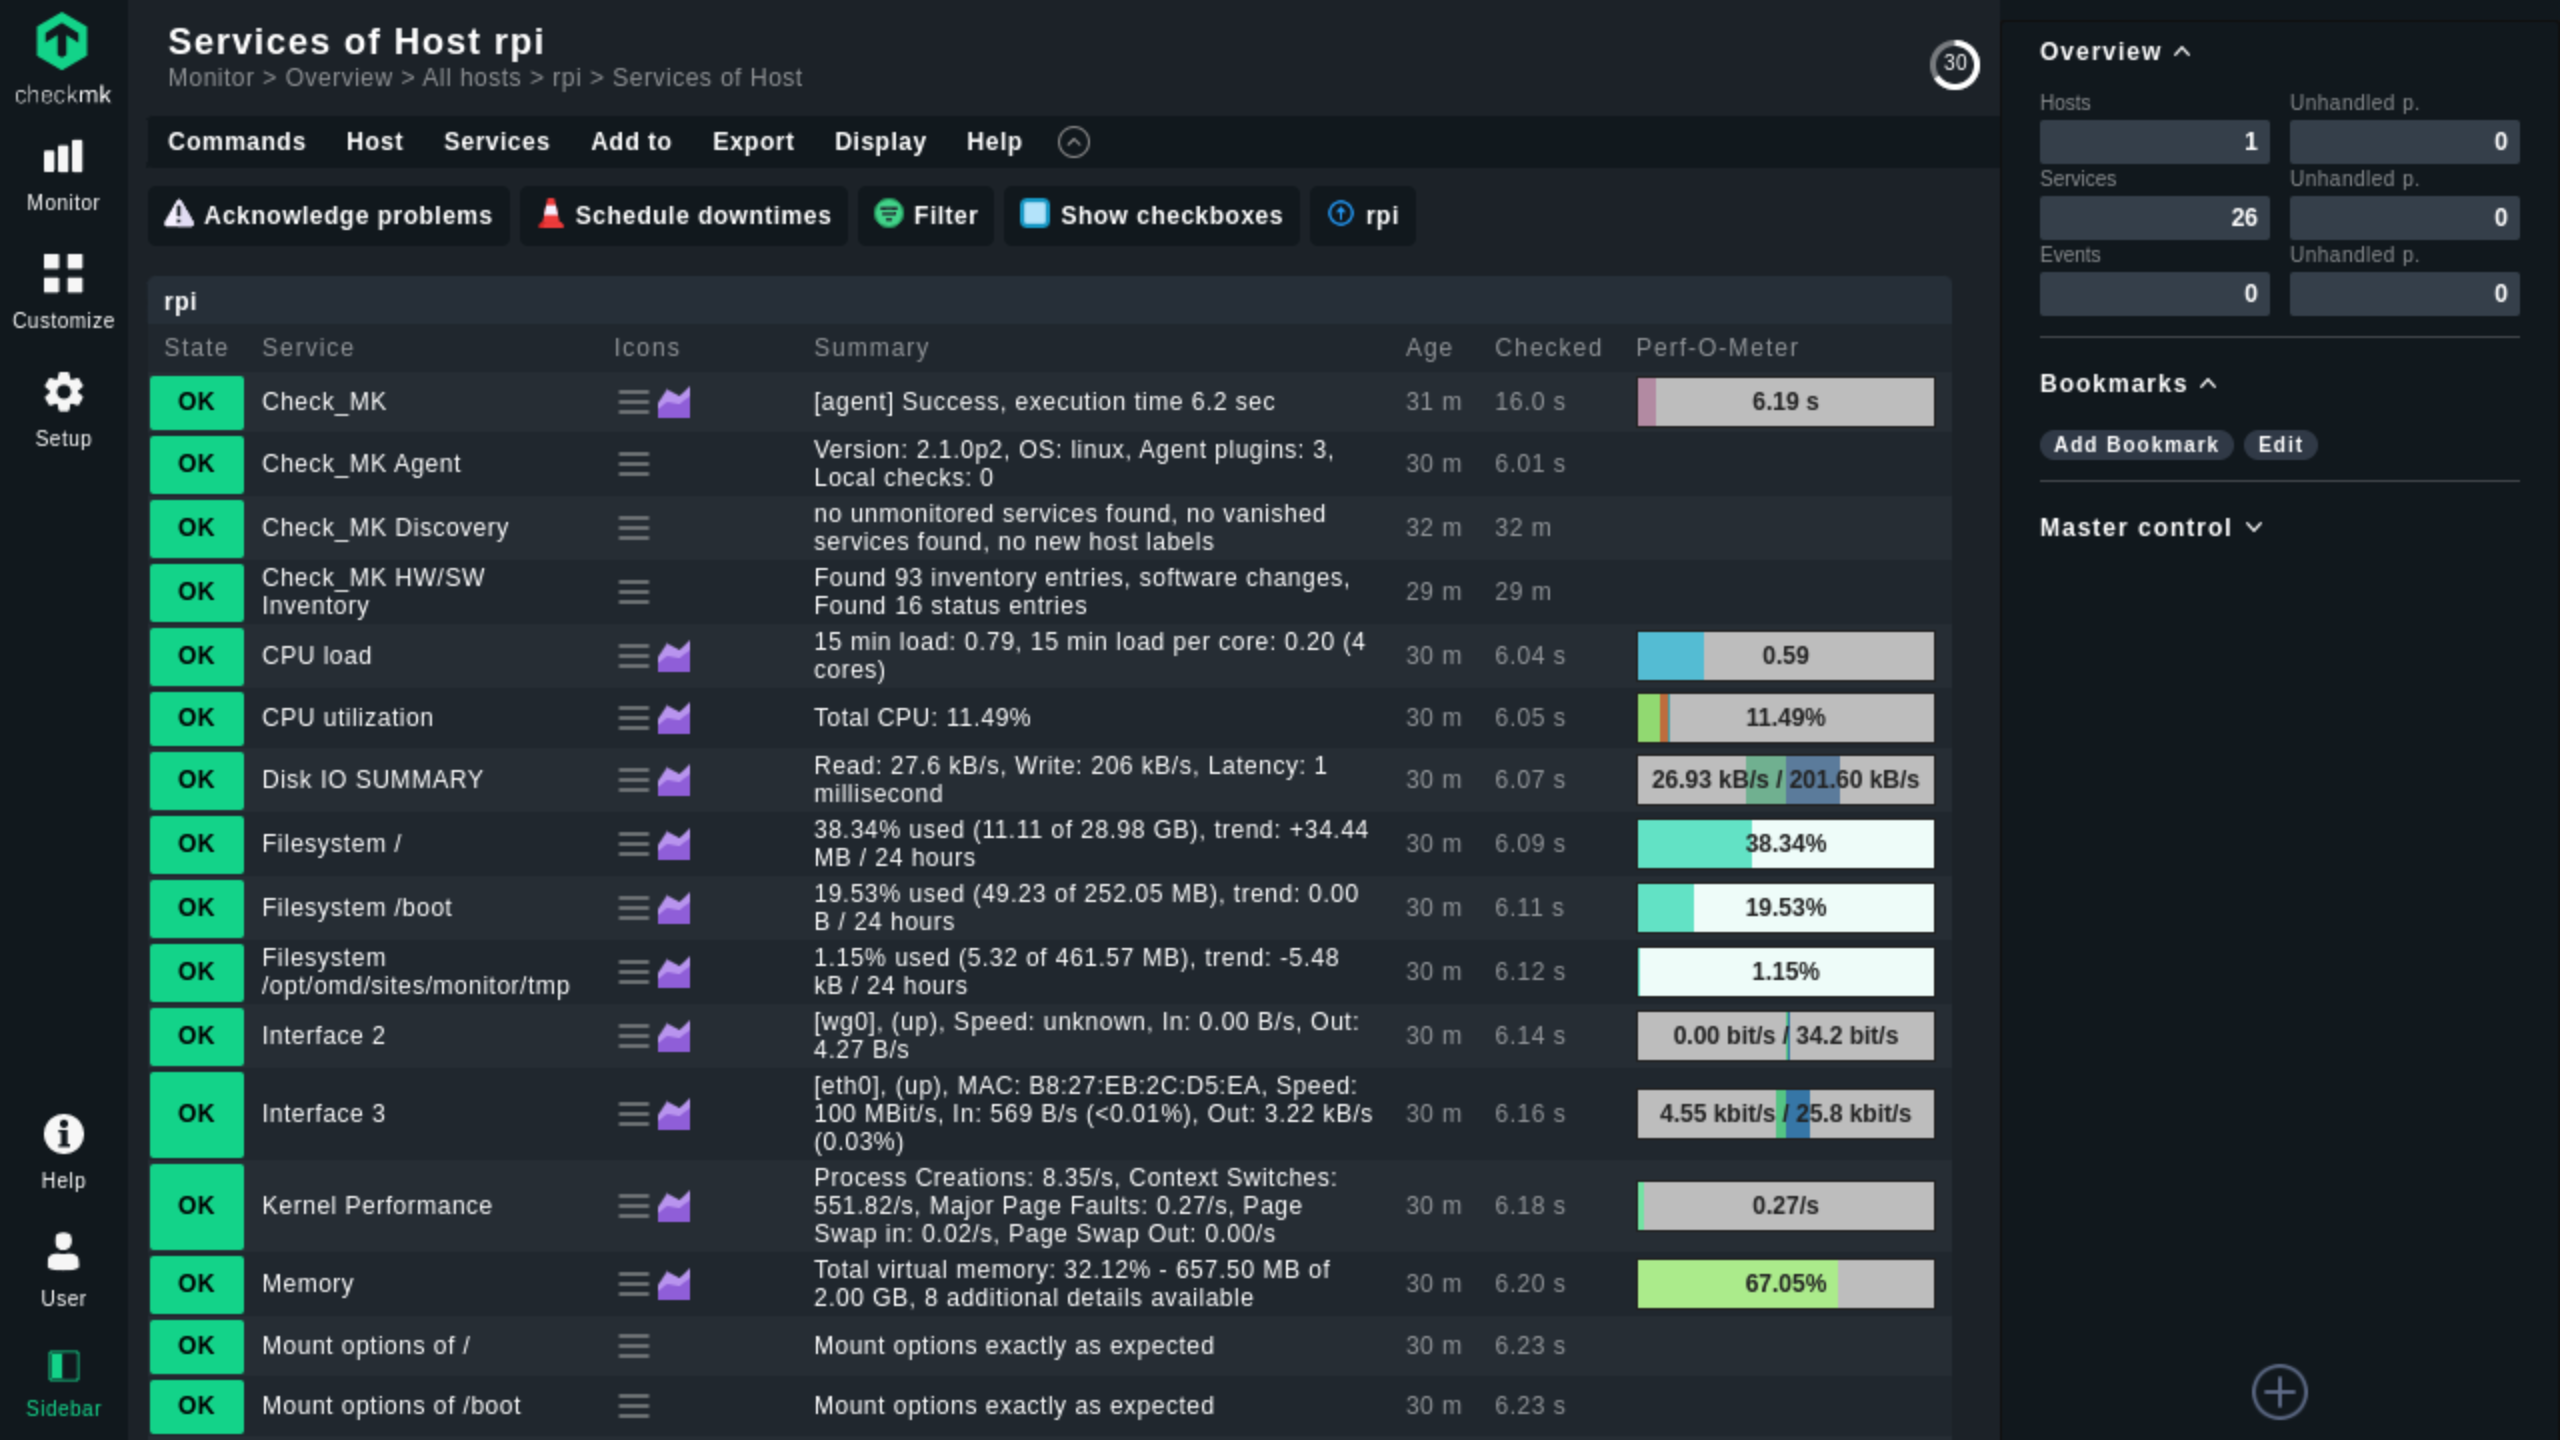 checkmk
Monitor
Customize
Setup
Help
User
Sidebar
Services of Host rpi
Monitor > Overview > All hosts > rpi > Services of Host
30
Commands Host Services Add to Export Display Help
Acknowledge problems Schedule downtimes Filter Show checkboxes rpi
rpi
State Service Icons Summary Age Checked Perf-O-Meter
OK Check_MK [agent] Success, execution time 6.2 sec 31 m 16.0 s 6.19 s
OK Check_MK Agent Version: 2.1.0p2, OS: linux, Agent plugins: 3, 30 m 6.01 s
Local checks: 0
OK Check_MK Discovery no unmonitored services found, no vanished 32 m 32 m
services found, no new host labels
OK Check_MK HW/SW Found 93 inventory entries, software changes, 29 m 29 m
Inventory Found 16 status entries
OK CPU load 15 min load: 0.79, 15 min load per core: 0.20 (4 30 m 6.04 s 0.59
cores)
OK CPU utilization Total CPU: 11.49% 30 m 6.05 s 11.49%
OK Disk IO SUMMARY Read: 27.6 kB/s, Write: 206 kB/s, Latency: 1 30 m 6.07 s 26.93 kB/s / 201.60 kB/s
millisecond
OK Filesystem / 38.34% used (11.11 of 28.98 GB), trend: +34.44 30 m 6.09 s 38.34%
MB / 24 hours
OK Filesystem /boot 19.53% used (49.23 of 252.05 MB), trend: 0.00 30 m 6.11 s 19.53%
B / 24 hours
OK Filesystem 1.15% used (5.32 of 461.57 MB), trend: -5.48 30 m 6.12 s 1.15%
/opt/omd/sites/monitor/tmp kB / 24 hours
OK Interface 2 [wg0], (up), Speed: unknown, In: 0.00 B/s, Out: 30 m 6.14 s 0.00 bit/s / 34.2 bit/s
4.27 B/s
OK Interface 3 [eth0], (up), MAC: B8:27:EB:2C:D5:EA, Speed: 30 m 6.16 s 4.55 kbit/s / 25.8 kbit/s
100 MBit/s, In: 569 B/s (<0.01%), Out: 3.22 kB/s
(0.03%)
OK Kernel Performance Process Creations: 8.35/s, Context Switches: 30 m 6.18 s 0.27/s
551.82/s, Major Page Faults: 0.27/s, Page
Swap in: 0.02/s, Page Swap Out: 0.00/s
OK Memory Total virtual memory: 32.12% - 657.50 MB of 30 m 6.20 s 67.05%
2.00 GB, 8 additional details available
OK Mount options of / Mount options exactly as expected 30 m 6.23 s
OK Mount options of /boot Mount options exactly as expected 30 m 6.23 s
Overview
Hosts Unhandled p.
1 0
Services Unhandled p.
26 0
Events Unhandled p.
0 0
Bookmarks
Add Bookmark Edit
Master control